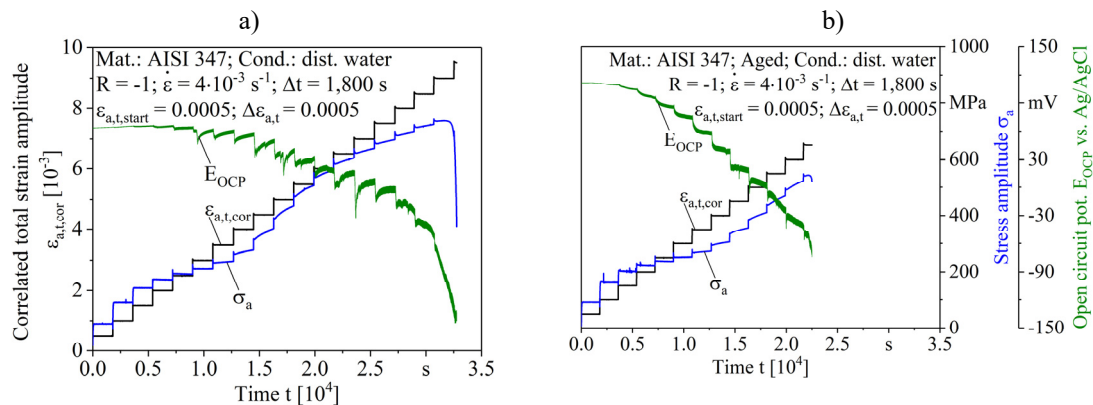 a)
Correlated total strain amplitude
εa,t,cor [10⁻³]
10
8
6
4
2
0
Mat.: AISI 347; Cond.: dist. water
R = -1; ε̇ = 4·10⁻³ s⁻¹; Δt = 1,800 s
εa,t,start = 0.0005; Δεa,t = 0.0005
EOCP
εa,t,cor
σa
0.0 0.5 1.0 1.5 2.0 2.5 s 3.5
Time t [10⁴]
b)
Mat.: AISI 347; Aged; Cond.: dist. water
R = -1; ε̇ = 4·10⁻³ s⁻¹; Δt = 1,800 s
εa,t,start = 0.0005; Δεa,t = 0.0005
EOCP
εa,t,cor
σa
0.0 0.5 1.0 1.5 2.0 s 3.5
Time t [10⁴]
1000
MPa
600
400
200
0
Stress amplitude σa
150
mV
30
-30
-90
-150
Open circuit pot. EOCP vs. Ag/AgCl